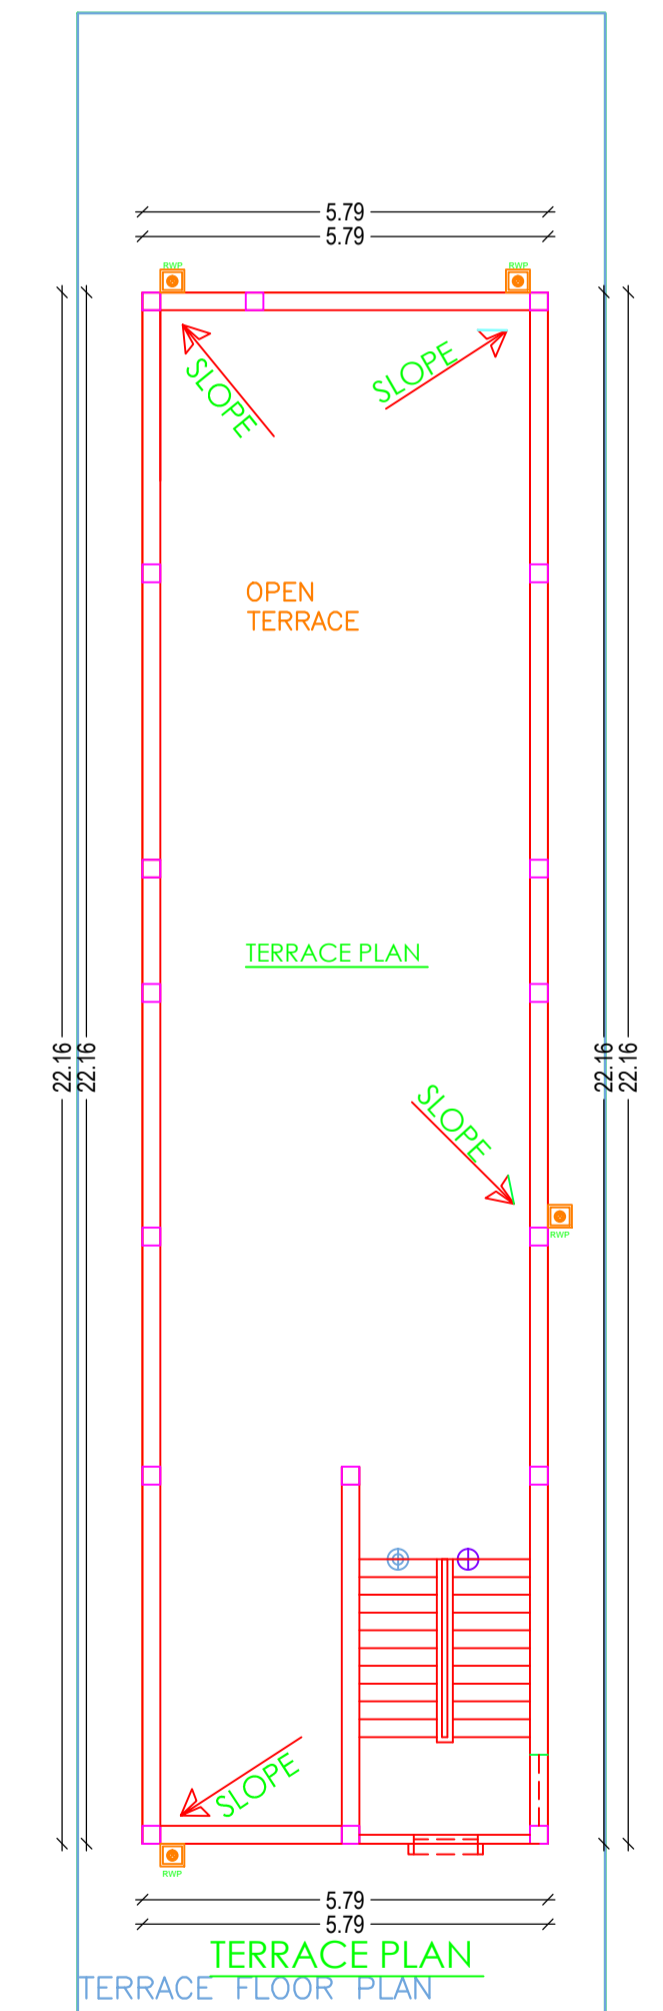 5.79
5.79
RWP
RWP
SLOPE
SLOPE
OPEN
TERRACE
TERRACE PLAN
22.16
22.16
22.16
22.16
SLOPE
RWP
SLOPE
RWP
5.79
5.79
TERRACE PLAN
TERRACE FLOOR PLAN